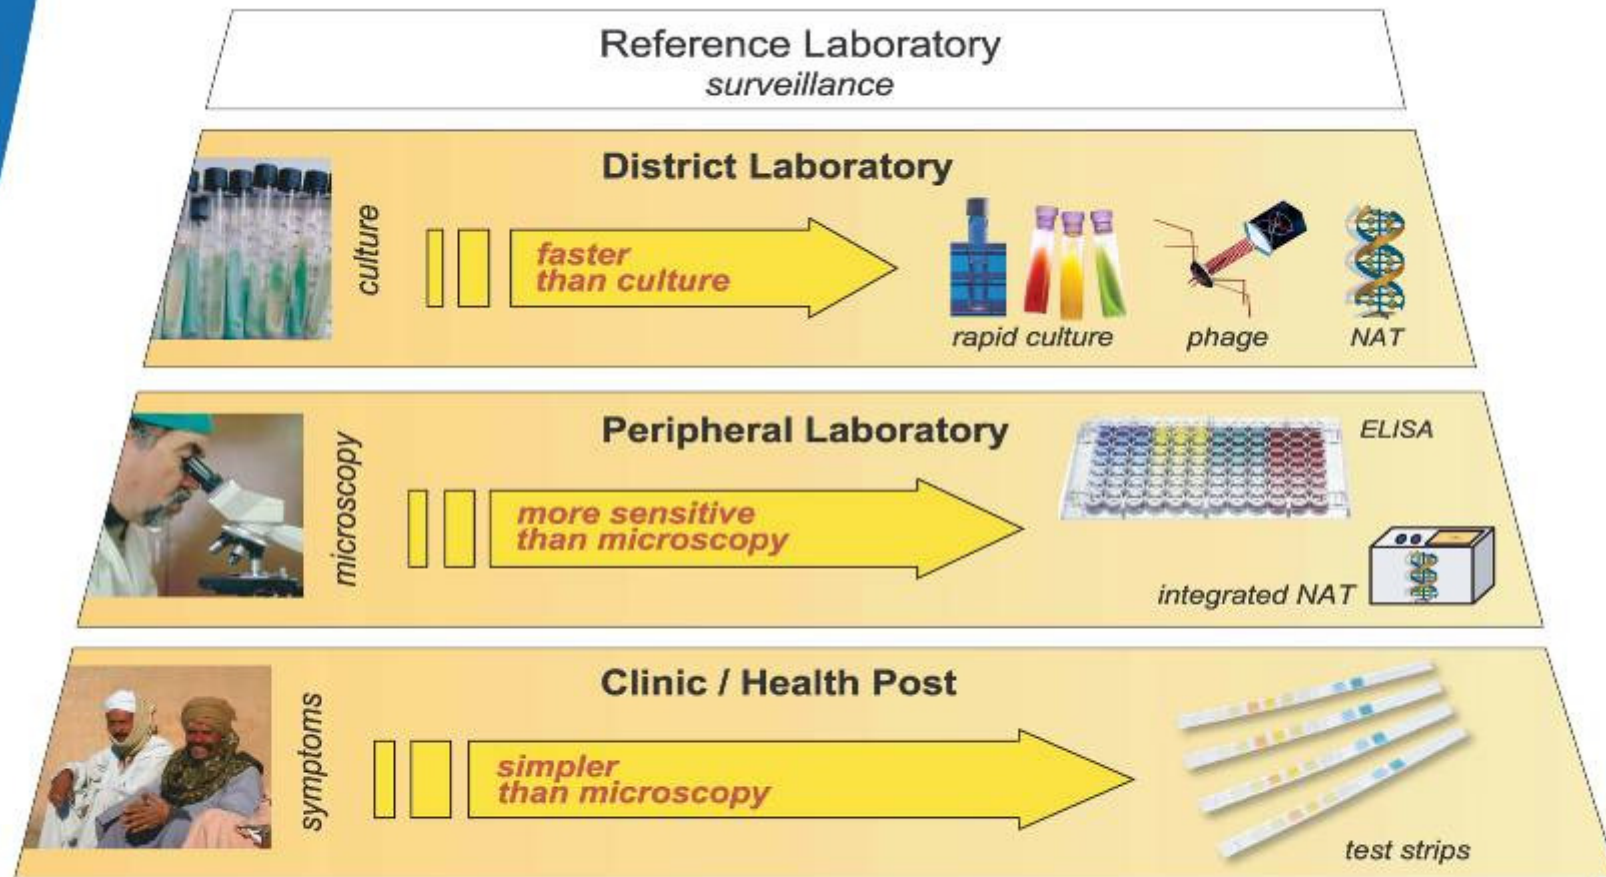 Reference Laboratory
surveillance
District Laboratory
culture
faster
than culture
rapid culture
phage
NAT
Peripheral Laboratory
microscopy
more sensitive
than microscopy
ELISA
integrated NAT
Clinic / Health Post
symptoms
simpler
than microscopy
test strips